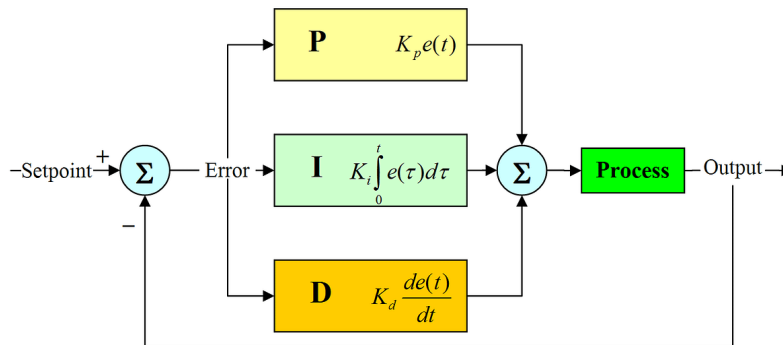 P K_p e(t)
–Setpoint + Σ – Error
I K_i ∫_0^t e(τ)dτ
Σ Process Output
D K_d de(t)/dt